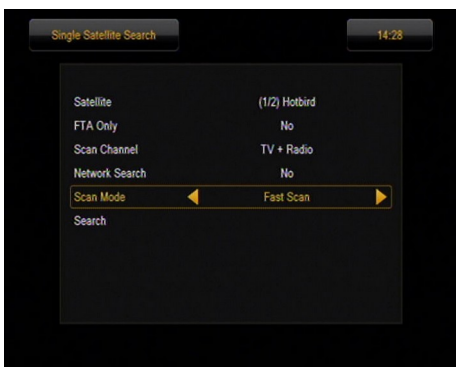 Single Satellite Search 14:28
Satellite (1/2) Hotbird
FTA Only No
Scan Channel TV + Radio
Network Search No
Scan Mode Fast Scan
Search